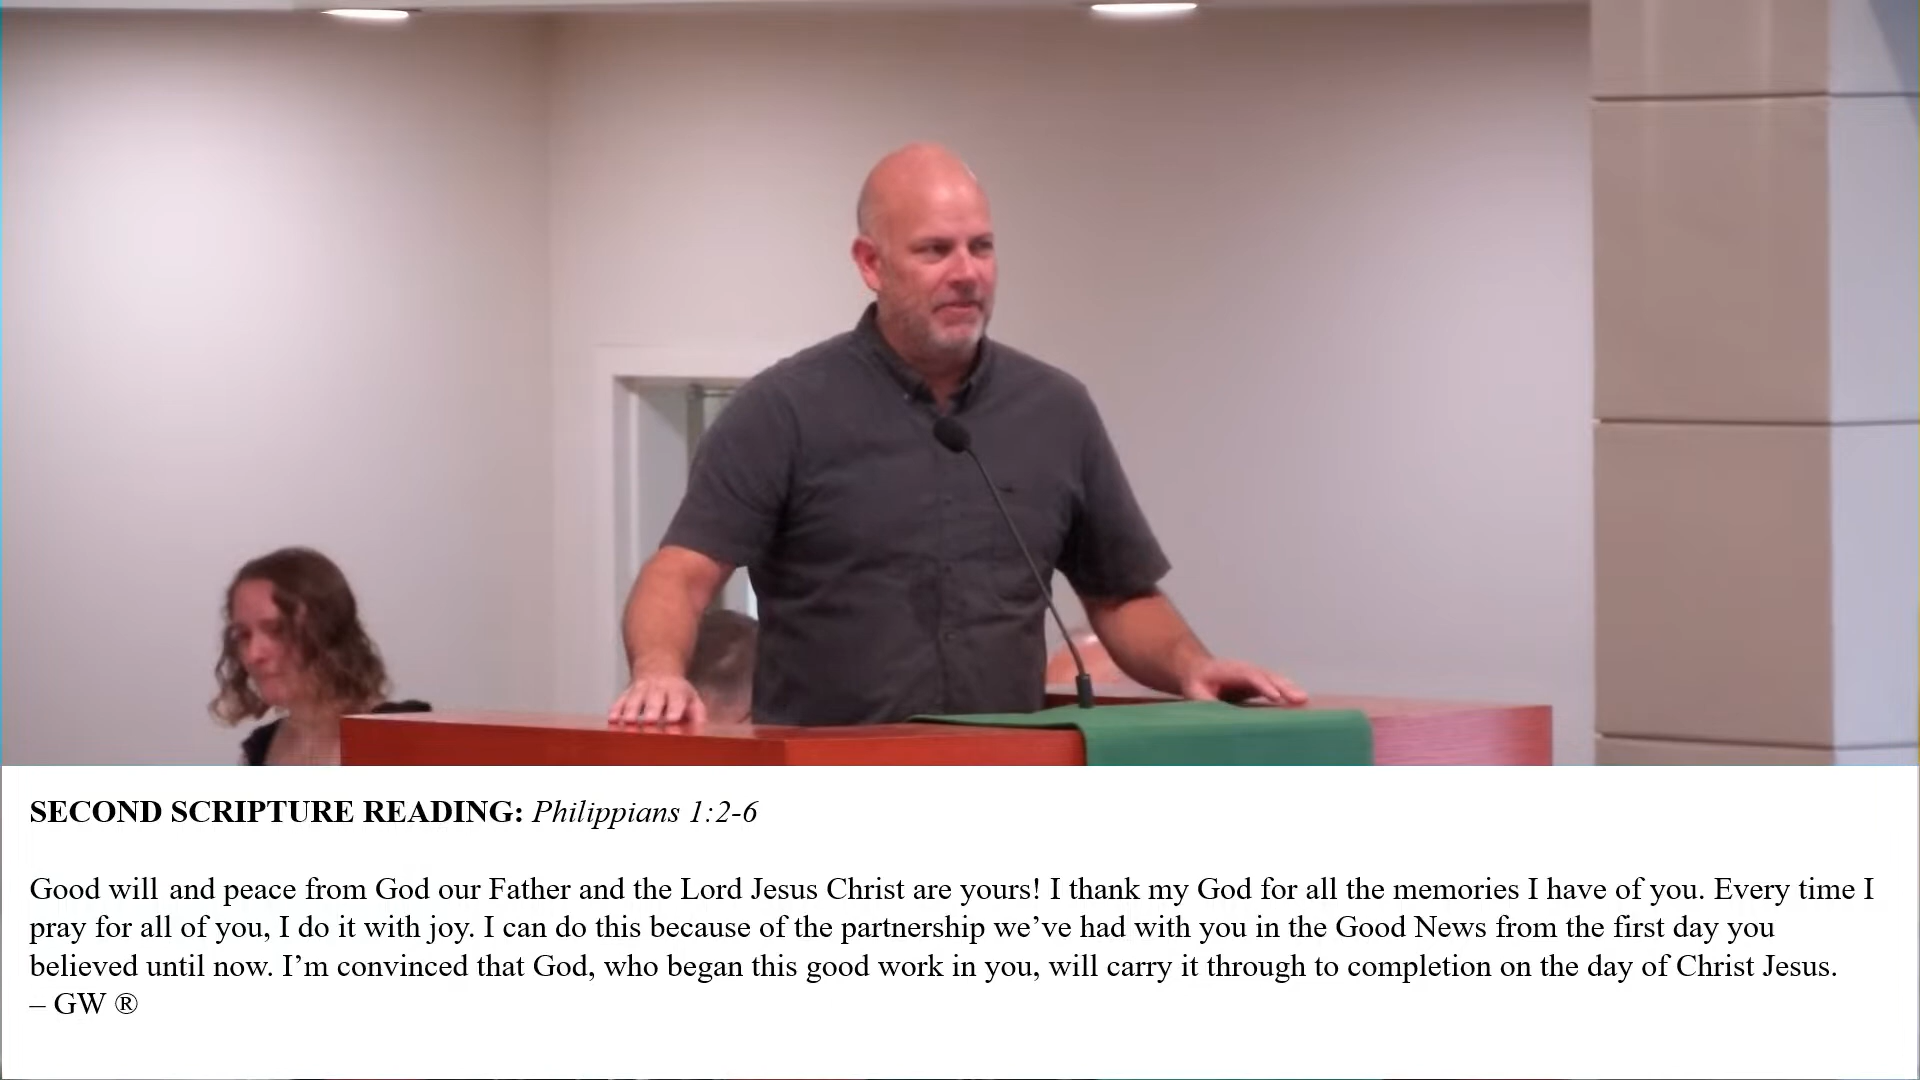 SECOND SCRIPTURE READING: Philippians 1:2-6
Good will and peace from God our Father and the Lord Jesus Christ are yours! I thank my God for all the memories I have of you. Every time I
pray for all of you, I do it with joy. I can do this because of the partnership we’ve had with you in the Good News from the first day you
believed until now. I’m convinced that God, who began this good work in you, will carry it through to completion on the day of Christ Jesus.
– GW ®